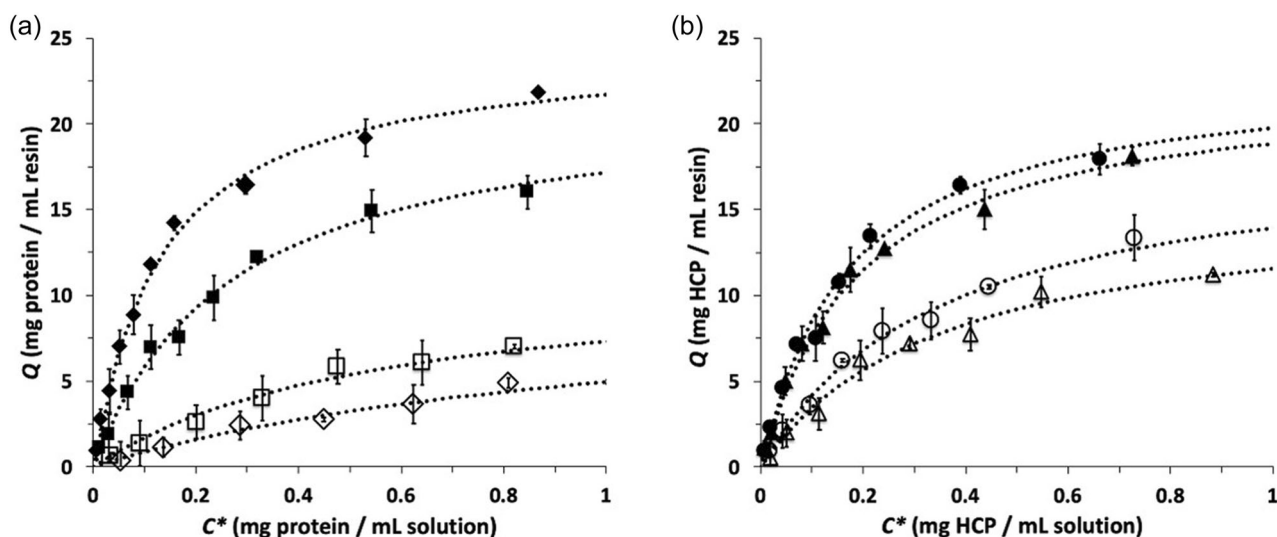 (a)
25
20
15
10
5
0
Q (mg protein / mL resin)
0 0.2 0.4 0.6 0.8 1
C* (mg protein / mL solution)
(b)
25
20
15
10
5
0
Q (mg HCP / mL resin)
0 0.2 0.4 0.6 0.8 1
C* (mg HCP / mL solution)